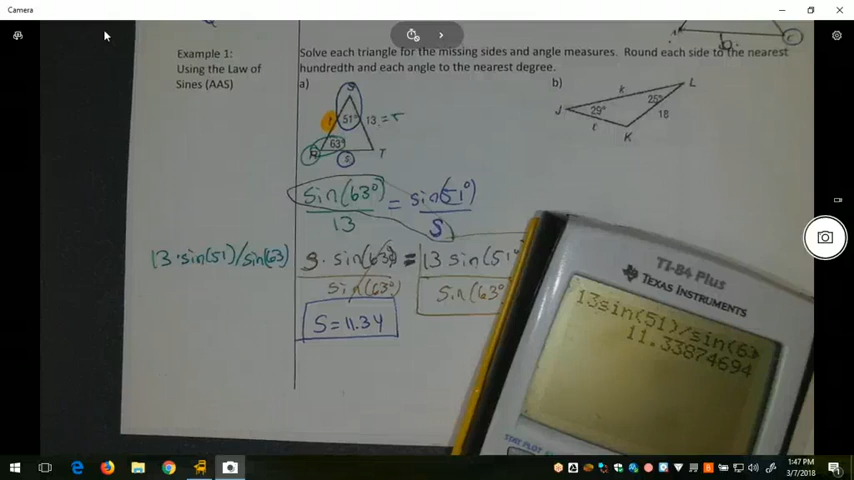 Camera
Example 1:
Using the Law of
Sines (AAS)
Solve each triangle for the missing sides and angle measures. Round each side to the nearest
hundredth and each angle to the nearest degree.
a)
S
t
51°
13 = r
63°
R
s
T
b)
k
L
25°
J
29°
18
l
K
sin(63°) = sin(51°)
13
S
13·sin(51)/sin(63)
S · sin(63°) = 13 sin(51°
sin(63°)
sin(63°
S = 11.34
TI-84 Plus
TEXAS INSTRUMENTS
13sin(51)/sin(63
11.33874694
STAT PLOT
1:47 PM
3/7/2018